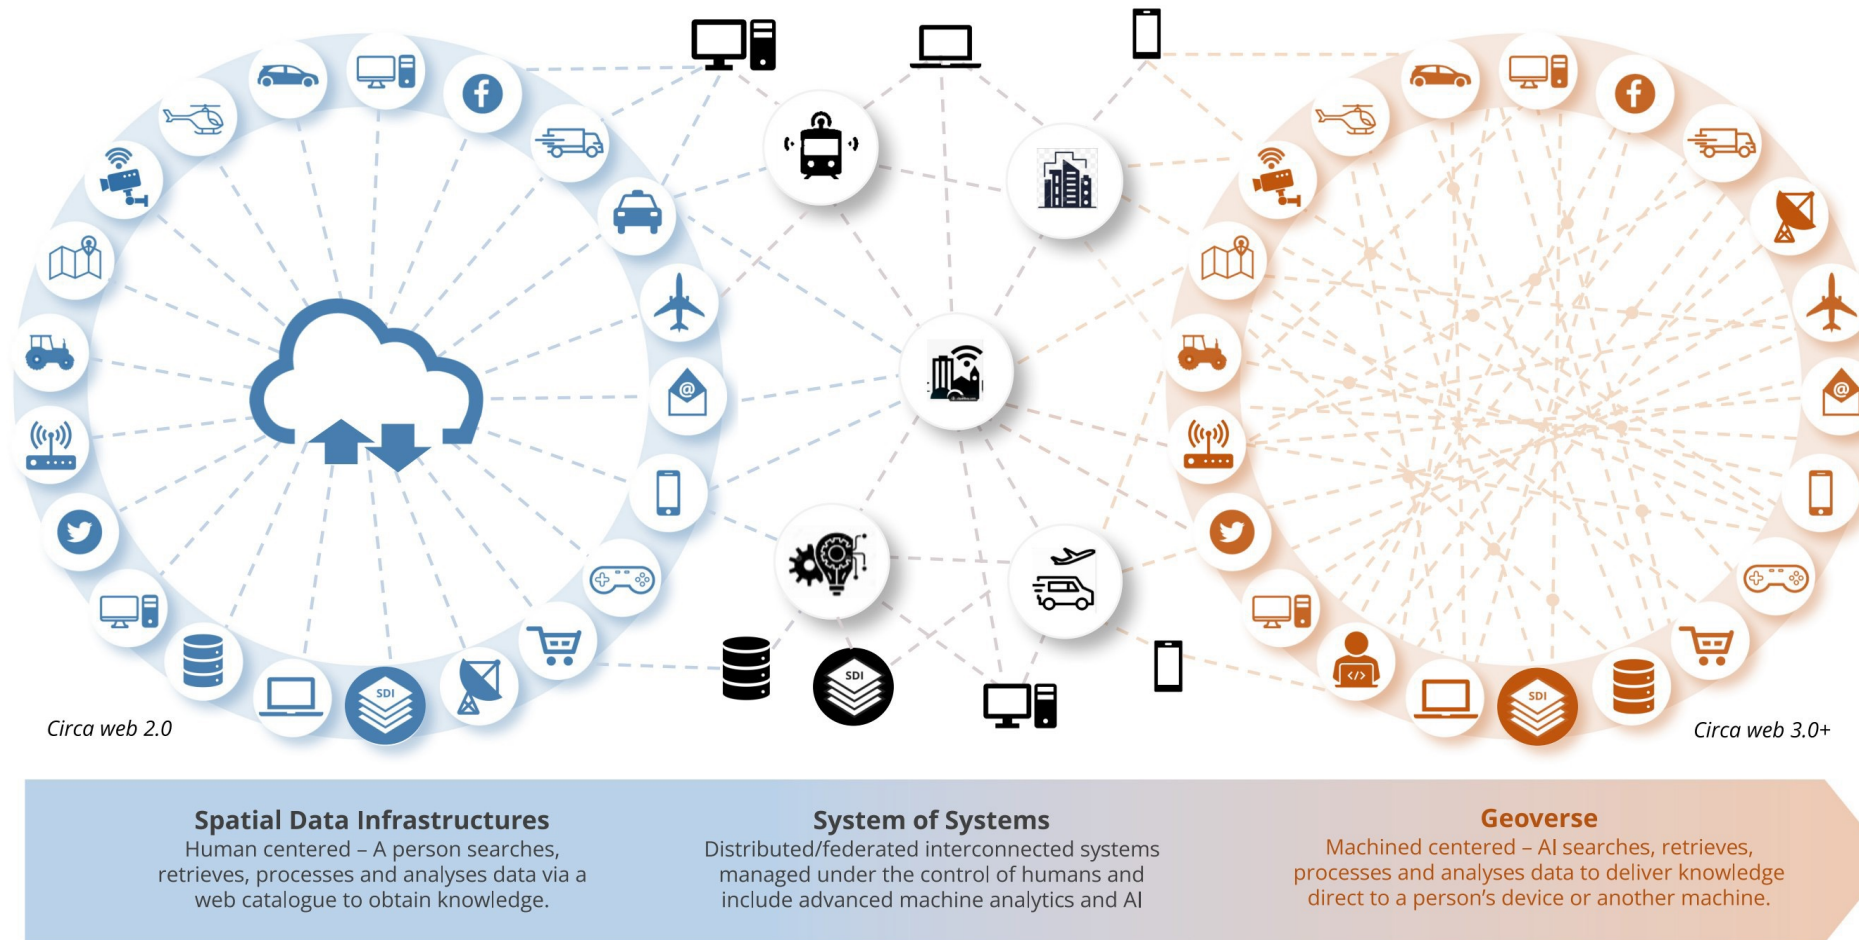 SDI
SDI
SDI
Circa web 2.0
Circa web 3.0+
Spatial Data Infrastructures
Human centered – A person searches,
retrieves, processes and analyses data via a
web catalogue to obtain knowledge.
System of Systems
Distributed/federated interconnected systems
managed under the control of humans and
include advanced machine analytics and AI
Geoverse
Machined centered – AI searches, retrieves,
processes and analyses data to deliver knowledge
direct to a person's device or another machine.